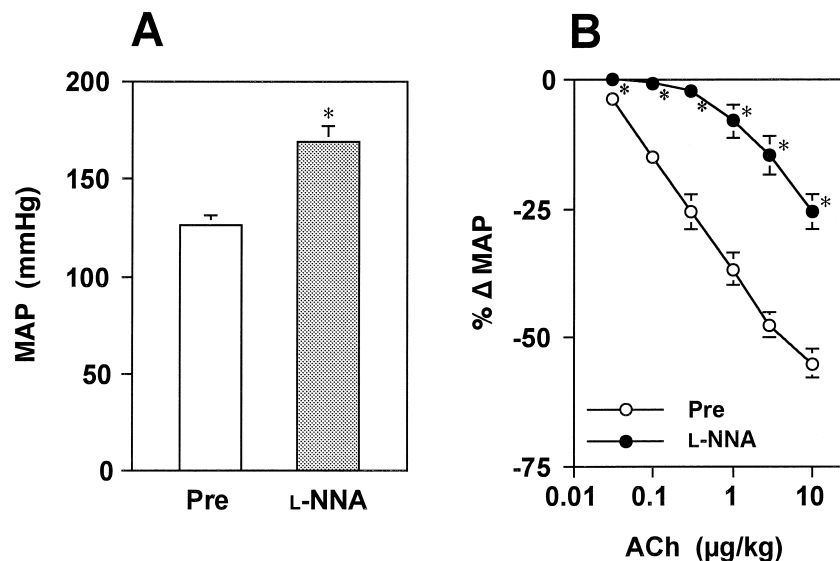 A
200
150
100
50
0
MAP (mmHg)
*
Pre
L-NNA
B
0
-25
-50
-75
% Δ MAP
*
*
*
*
*
*
Pre
L-NNA
0.01
0.1
1
10
ACh (µg/kg)